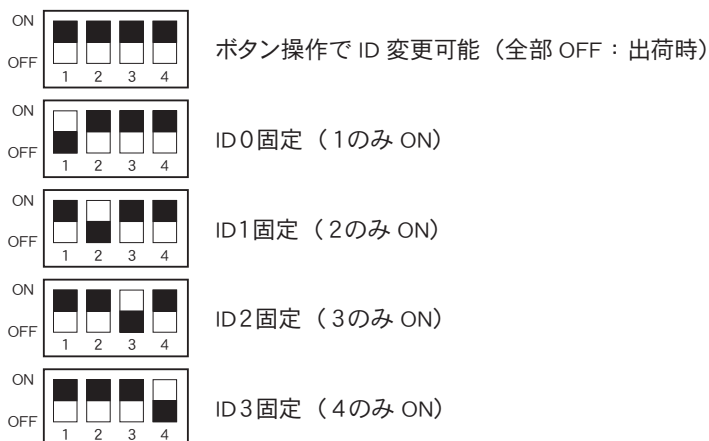 ON
OFF
1 2 3 4
ボタン操作で ID 変更可能（全部 OFF：出荷時）
ON
OFF
1 2 3 4
ID０固定（１のみ ON）
ON
OFF
1 2 3 4
ID１固定（２のみ ON）
ON
OFF
1 2 3 4
ID２固定（３のみ ON）
ON
OFF
1 2 3 4
ID３固定（４のみ ON）